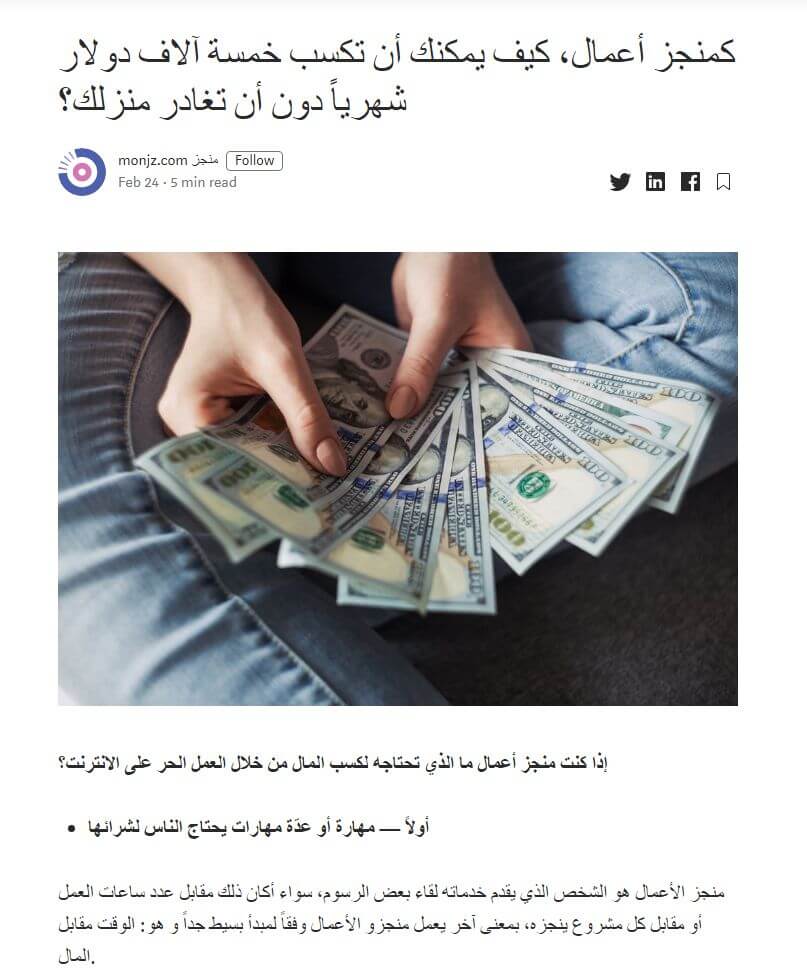 كمنجز أعمال، كيف يمكنك أن تكسب خمسة آلاف دولار
شهرياً دون أن تغادر منزلك؟
monjz.com منجز Follow
Feb 24 · 5 min read
إذا كنت منجز أعمال ما الذي تحتاجه لكسب المال من خلال العمل الحر على الانترنت؟
• أولاً — مهارة أو عدّة مهارات يحتاج الناس لشرائها
منجز الأعمال هو الشخص الذي يقدم خدماته لقاء بعض الرسوم، سواء أكان ذلك مقابل عدد ساعات العمل
أو مقابل كل مشروع ينجزه، بمعنى آخر يعمل منجزو الأعمال وفقاً لمبدأ بسيط جداً و هو: الوقت مقابل
المال.